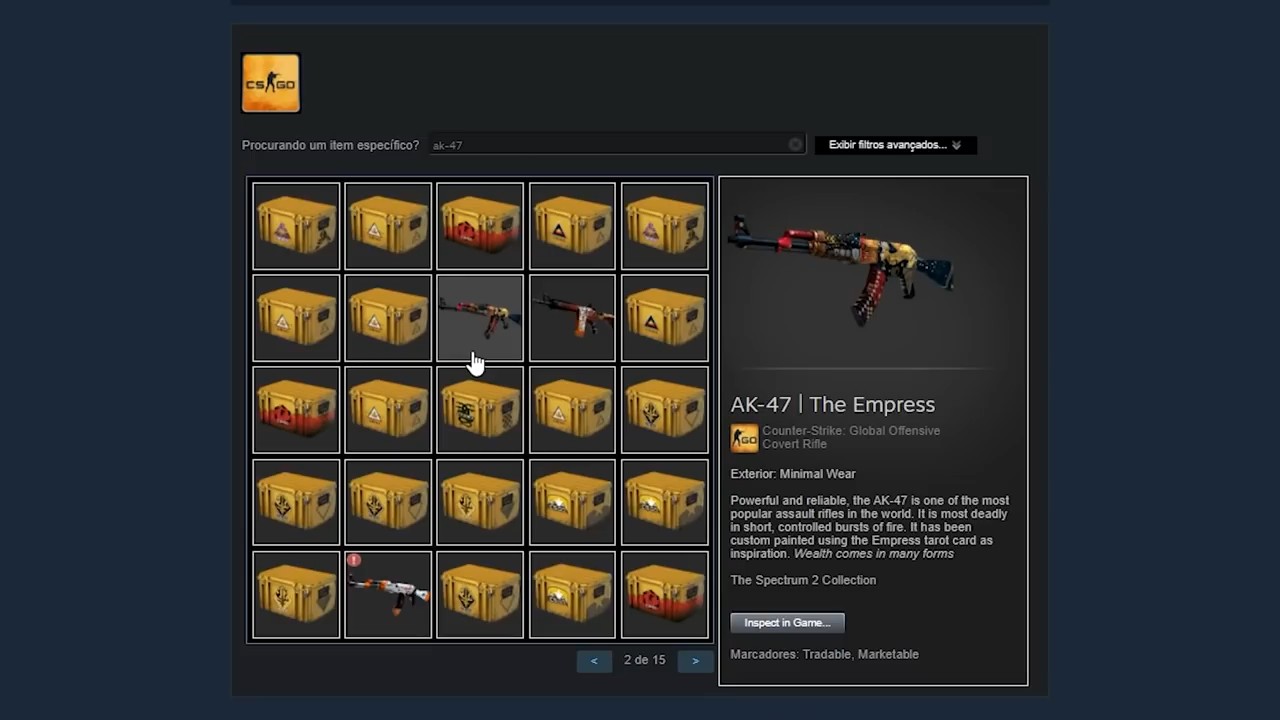 CS GO
Procurando um item específico?
ak-47
Exibir filtros avançados...
AK-47 | The Empress
GO
Counter-Strike: Global Offensive
Covert Rifle
Exterior: Minimal Wear
Powerful and reliable, the AK-47 is one of the most
popular assault rifles in the world. It is most deadly
in short, controlled bursts of fire. It has been
custom painted using the Empress tarot card as
inspiration. Wealth comes in many forms
The Spectrum 2 Collection
Inspect in Game...
< 2 de 15 >
Marcadores: Tradable, Marketable